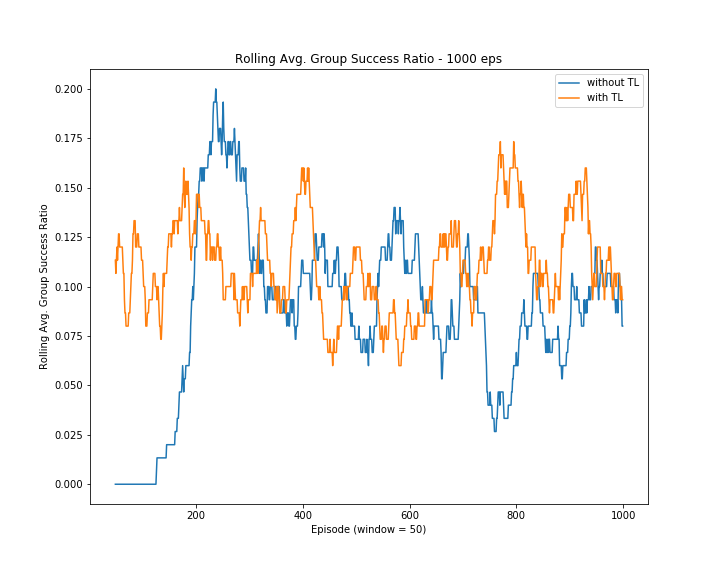 Rolling Avg. Group Success Ratio - 1000 eps
without TL
with TL
Rolling Avg. Group Success Ratio
0.200
0.175
0.150
0.125
0.100
0.075
0.050
0.025
0.000
200 400 600 800 1000
Episode (window = 50)